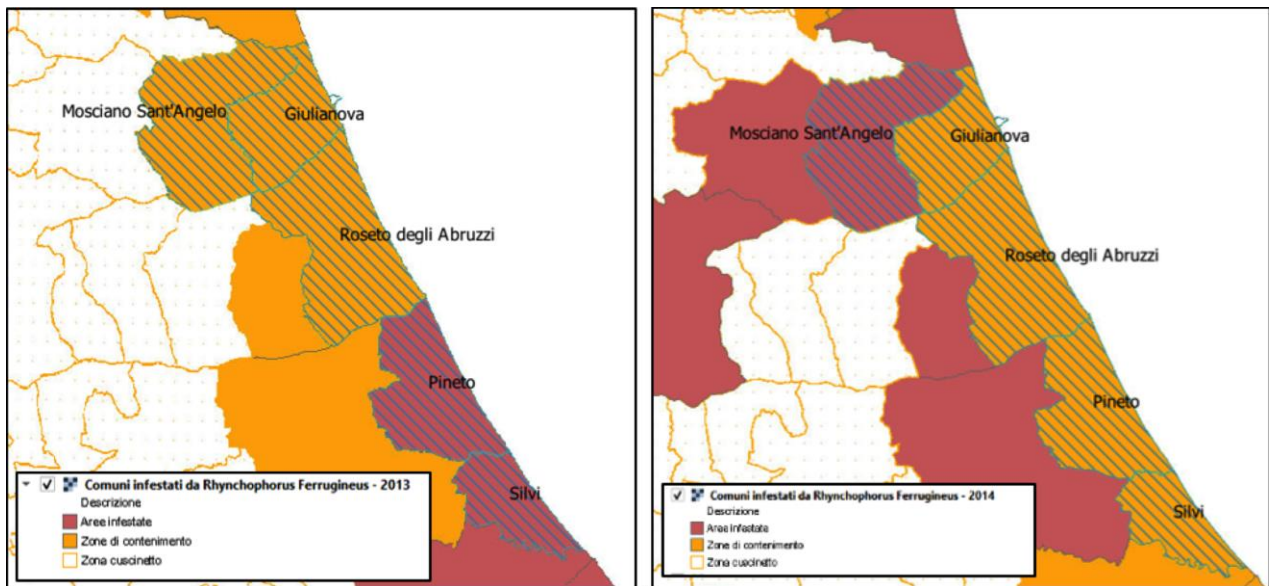 Mosciano Sant'Angelo
Giulianova
Roseto degli Abruzzi
Pineto
Silvi
Comuni infestati da Rhynchophorus Ferrugineus - 2013
Descrizione
Aree infestate
Zone di contenimento
Zona cuscinetto
Mosciano Sant'Angelo
Giulianova
Roseto degli Abruzzi
Pineto
Silvi
Comuni infestati da Rhynchophorus Ferrugineus - 2014
Descrizione
Aree Infestate
Zone di contenimento
Zona cuscinetto